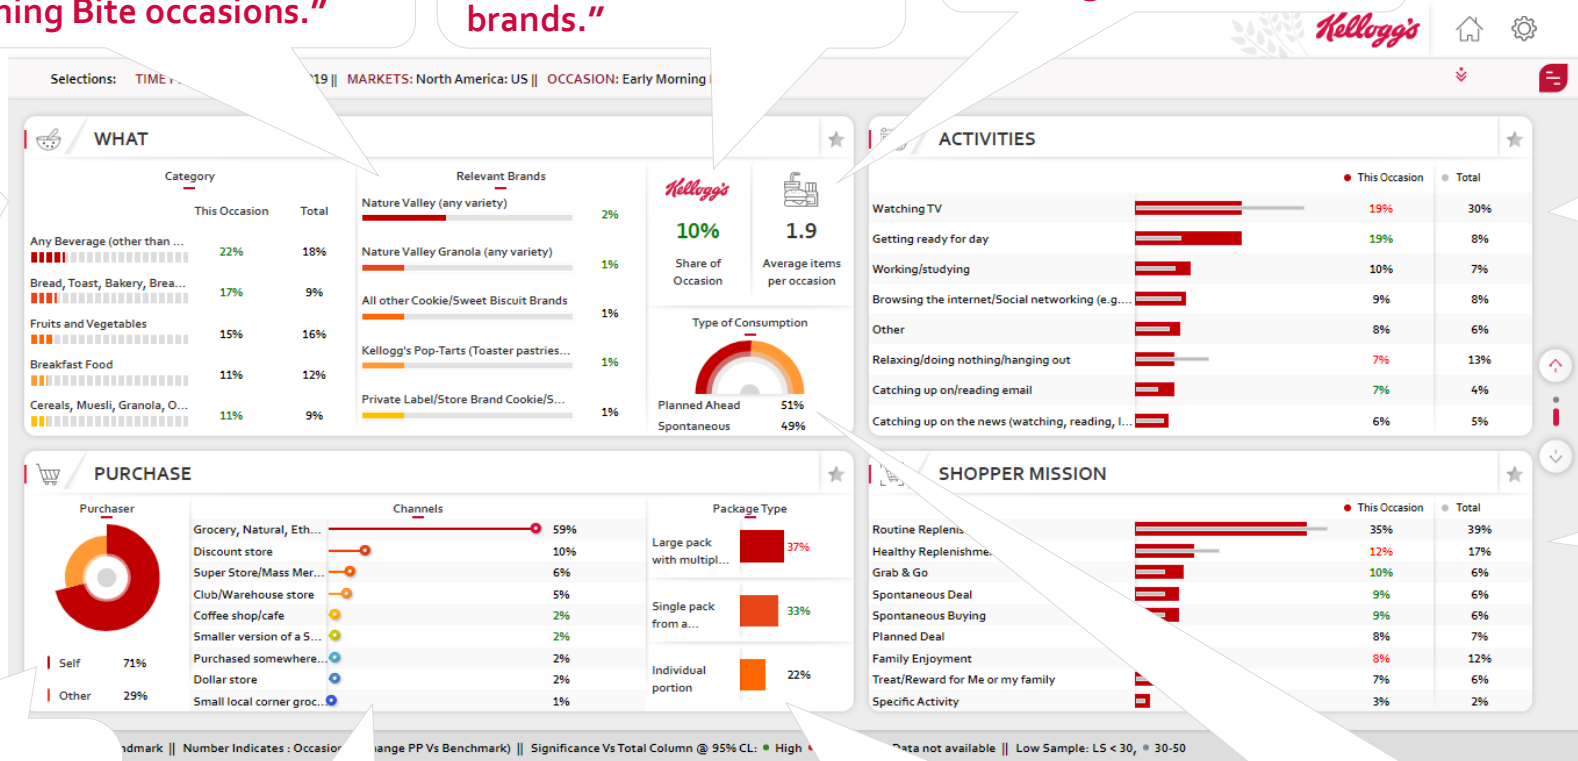 ning Bite occasions.”
brands.”
Kellogg's
Selections: TIME 19 || MARKETS: North America: US || OCCASION: Early Morning
WHAT
Category
This Occasion Total
Any Beverage (other than ... 22% 18%
Bread, Toast, Bakery, Brea... 17% 9%
Fruits and Vegetables 15% 16%
Breakfast Food 11% 12%
Cereals, Muesli, Granola, O... 11% 9%
Relevant Brands
Nature Valley (any variety) 2%
Nature Valley Granola (any variety) 1%
All other Cookie/Sweet Biscuit Brands 1%
Kellogg's Pop-Tarts (Toaster pastries... 1%
Private Label/Store Brand Cookie/S... 1%
Kellogg's
10%
Share of
Occasion
1.9
Average items
per occasion
Type of Consumption
Planned Ahead 51%
Spontaneous 49%
ACTIVITIES
This Occasion Total
Watching TV 19% 30%
Getting ready for day 19% 8%
Working/studying 10% 7%
Browsing the internet/Social networking (e.g.... 9% 8%
Other 8% 6%
Relaxing/doing nothing/hanging out 7% 13%
Catching up on/reading email 7% 4%
Catching up on the news (watching, reading, l... 6% 5%
PURCHASE
Purchaser
Self 71%
Other 29%
Channels
Grocery, Natural, Eth... 59%
Discount store 10%
Super Store/Mass Mer... 6%
Club/Warehouse store 5%
Coffee shop/cafe 2%
Smaller version of a S... 2%
Purchased somewhere... 2%
Dollar store 2%
Small local corner groc... 1%
Package Type
Large pack
with multipl... 37%
Single pack
from a... 33%
Individual
portion 22%
SHOPPER MISSION
This Occasion Total
Routine Replenis 35% 39%
Healthy Replenishme 12% 17%
Grab & Go 10% 6%
Spontaneous Deal 9% 6%
Spontaneous Buying 9% 6%
Planned Deal 8% 7%
Family Enjoyment 8% 12%
Treat/Reward for Me or my family 7% 6%
Specific Activity 3% 2%
ndmark || Number Indicates : Occasion ange PP Vs Benchmark) || Significance Vs Total Column @ 95% CL: High Data not available || Low Sample: LS < 30, 30-50